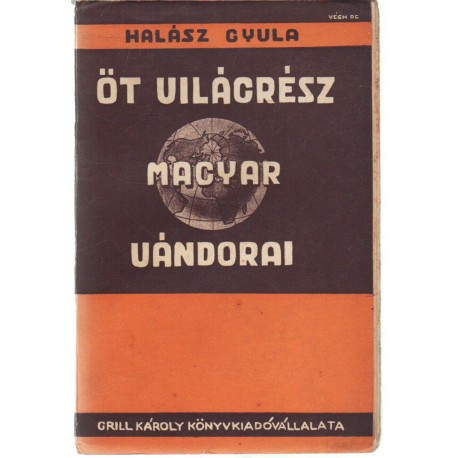 VÉGH DC
HALÁSZ GYULA
ÖT VILÁGRÉSZ
MAGYAR
VÁNDORAI
GRILL KÁROLY KÖNYVKIADÓVÁLLALATA